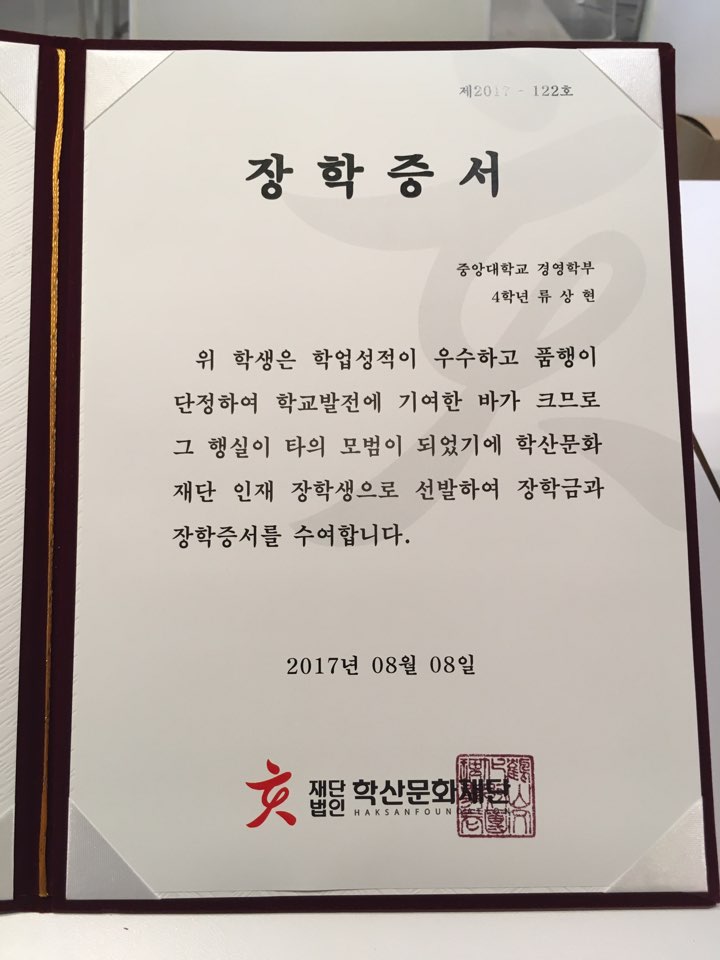 제2017 - 122호
장학증서
중앙대학교 경영학부
4학년 류상현
위 학생은 학업성적이 우수하고 품행이
단정하여 학교발전에 기여한 바가 크므로
그 행실이 타의 모범이 되었기에 학산문화
재단 인재 장학생으로 선발하여 장학금과
장학증서를 수여합니다.
2017년 08월 08일
재단
법인 학산문화재단
HAKSANFOUN